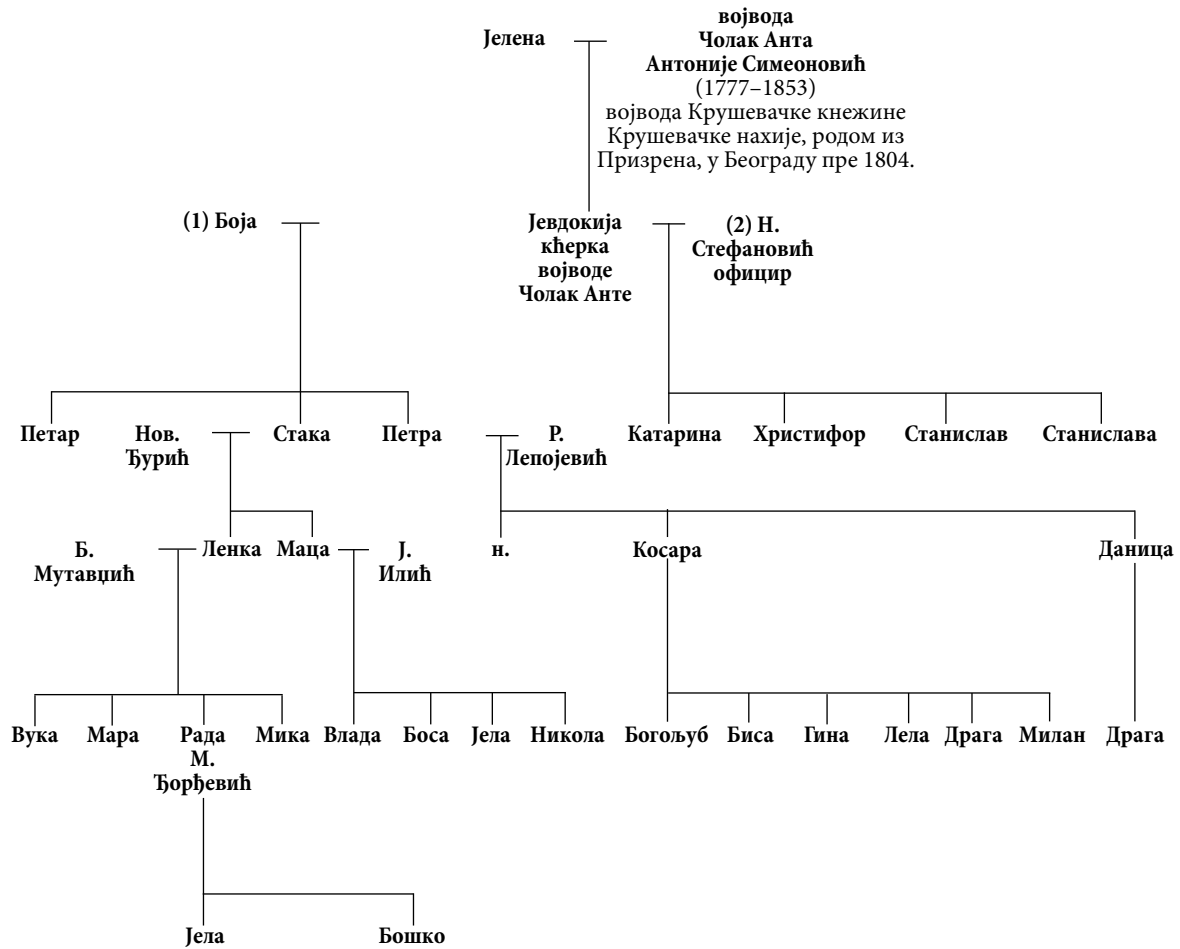 војвода
Јелена
Чолак Анта
Антоније Симеоновић
(1777–1853)
војвода Крушевачке кнежине
Крушевачке нахије, родом из
Призрена, у Београду пре 1804.
(1) Боја
Јевдокија
кћерка
војводе
Чолак Анте
(2) Н.
Стефановић
официр
Петар
Нов.
Ђурић
Стака
Петра
Р.
Лепојевић
Катарина
Христифор
Станислав
Станислава
Б.
Мутавџић
Ленка
Маца
Ј.
Илић
н.
Косара
Даница
Вука
Мара
Рада
М.
Ђорђевић
Мика
Влада
Боса
Јела
Никола
Богољуб
Биса
Гина
Лела
Драга
Милан
Драга
Јела
Бошко